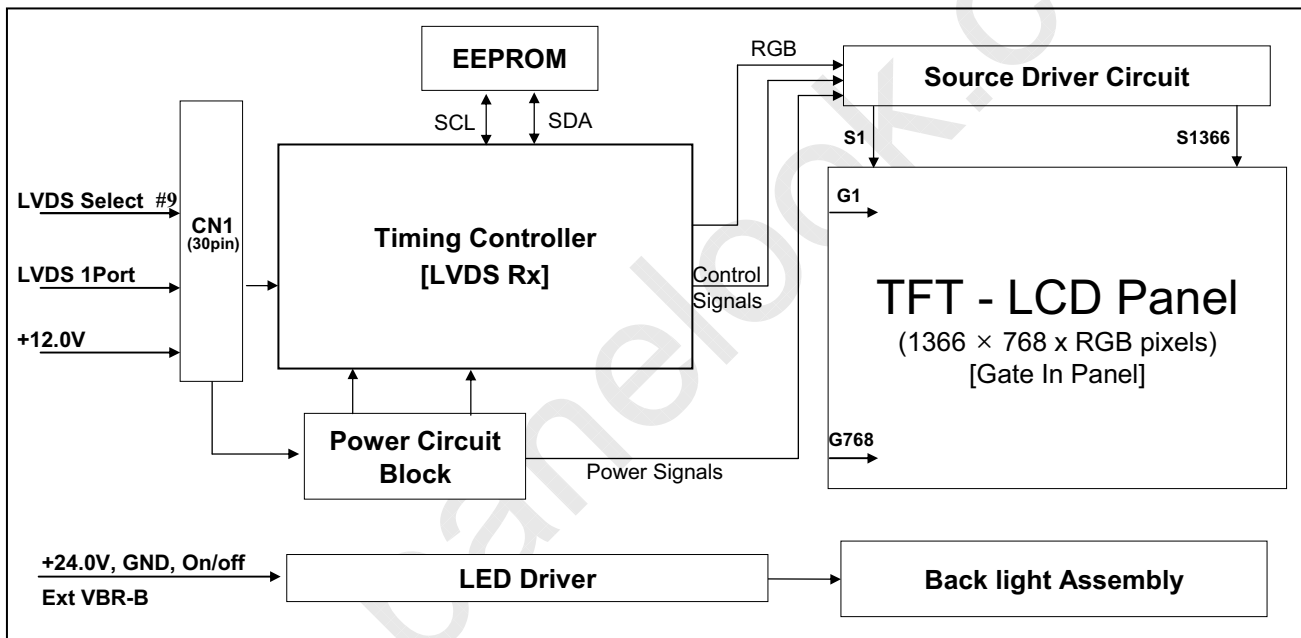 EEPROM
SCL
SDA
RGB
Source Driver Circuit
S1
S1366
LVDS Select #9
LVDS 1Port
+12.0V
CN1
(30pin)
Timing Controller
[LVDS Rx]
Control
Signals
G1
TFT - LCD Panel
(1366 × 768 x RGB pixels)
[Gate In Panel]
G768
Power Circuit
Block
Power Signals
+24.0V, GND, On/off
Ext VBR-B
LED Driver
Back light Assembly
panelook.c